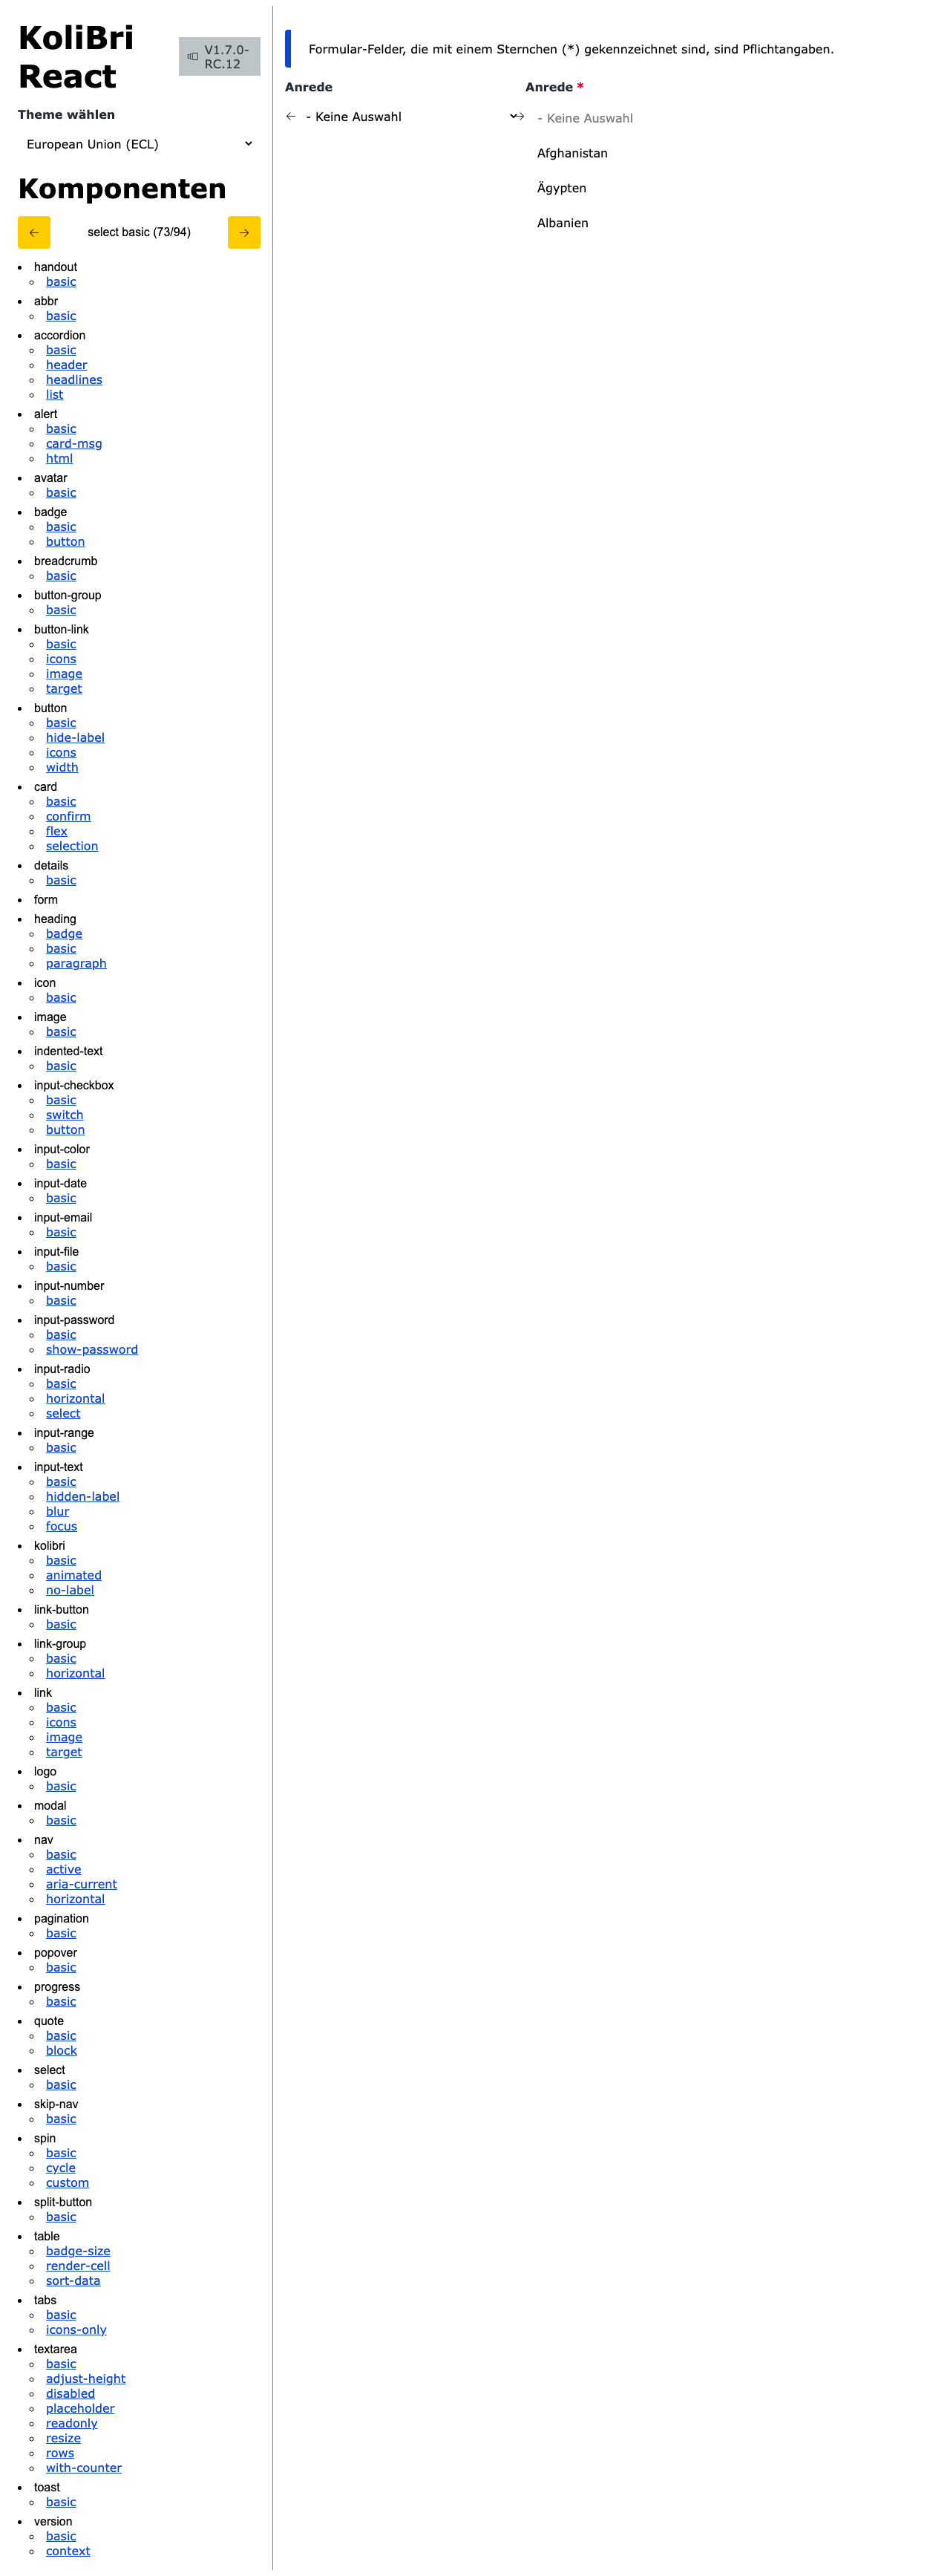 KoliBri
React
V1.7.0-
RC.12
Theme wählen
European Union (ECL)
Komponenten
select basic (73/94)
handout
basic
abbr
basic
accordion
basic
header
headlines
list
alert
basic
card-msg
html
avatar
basic
badge
basic
button
breadcrumb
basic
button-group
basic
button-link
basic
icons
image
target
button
basic
hide-label
icons
width
card
basic
confirm
flex
selection
details
basic
form
heading
badge
basic
paragraph
icon
basic
image
basic
indented-text
basic
input-checkbox
basic
switch
button
input-color
basic
input-date
basic
input-email
basic
input-file
basic
input-number
basic
input-password
basic
show-password
input-radio
basic
horizontal
select
input-range
basic
input-text
basic
hidden-label
blur
focus
kolibri
basic
animated
no-label
link-button
basic
link-group
basic
horizontal
link
basic
icons
image
target
logo
basic
modal
basic
nav
basic
active
aria-current
horizontal
pagination
basic
popover
basic
progress
basic
quote
basic
block
select
basic
skip-nav
basic
spin
basic
cycle
custom
split-button
basic
table
badge-size
render-cell
sort-data
tabs
basic
icons-only
textarea
basic
adjust-height
disabled
placeholder
readonly
resize
rows
with-counter
toast
basic
version
basic
context
Formular-Felder, die mit einem Sternchen (*) gekennzeichnet sind, sind Pflichtangaben.
Anrede
- Keine Auswahl
Anrede *
- Keine Auswahl
Afghanistan
Ägypten
Albanien